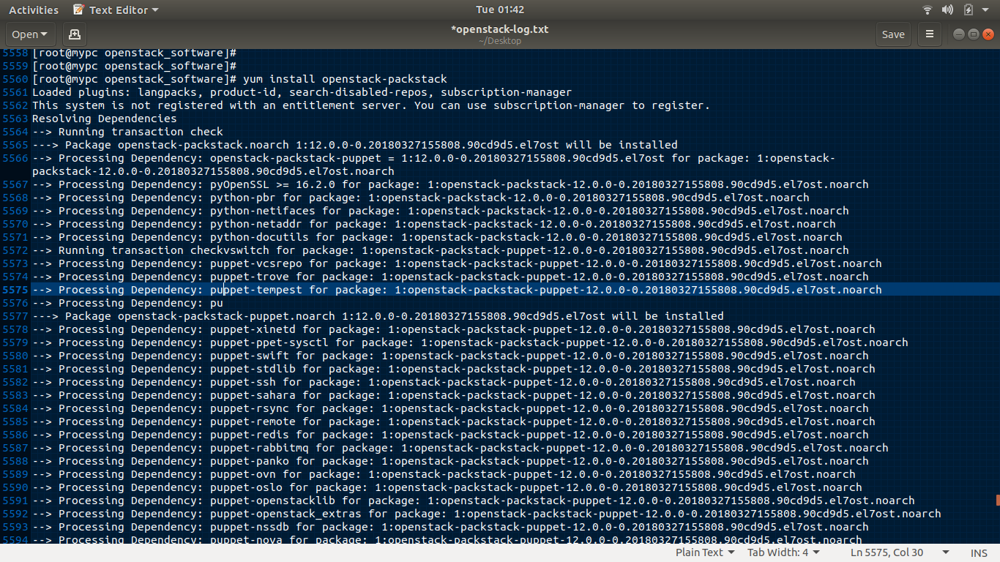 Activities Text Editor Tue 01:42
Open *openstack-log.txt Save
~/Desktop
5558 [root@mypc openstack_software]#
5559 [root@mypc openstack_software]#
5560 [root@mypc openstack_software]# yum install openstack-packstack
5561 Loaded plugins: langpacks, product-id, search-disabled-repos, subscription-manager
5562 This system is not registered with an entitlement server. You can use subscription-manager to register.
5563 Resolving Dependencies
5564 --> Running transaction check
5565 ---> Package openstack-packstack.noarch 1:12.0.0-0.20180327155808.90cd9d5.el7ost will be installed
5566 --> Processing Dependency: openstack-packstack-puppet = 1:12.0.0-0.20180327155808.90cd9d5.el7ost for package: 1:openstack-
packstack-12.0.0-0.20180327155808.90cd9d5.el7ost.noarch
5567 --> Processing Dependency: pyOpenSSL >= 16.2.0 for package: 1:openstack-packstack-12.0.0-0.20180327155808.90cd9d5.el7ost.noarch
5568 --> Processing Dependency: python-pbr for package: 1:openstack-packstack-12.0.0-0.20180327155808.90cd9d5.el7ost.noarch
5569 --> Processing Dependency: python-netifaces for package: 1:openstack-packstack-12.0.0-0.20180327155808.90cd9d5.el7ost.noarch
5570 --> Processing Dependency: python-netaddr for package: 1:openstack-packstack-12.0.0-0.20180327155808.90cd9d5.el7ost.noarch
5571 --> Processing Dependency: python-docutils for package: 1:openstack-packstack-12.0.0-0.20180327155808.90cd9d5.el7ost.noarch
5572 --> Running transaction checkvswitch for package: 1:openstack-packstack-puppet-12.0.0-0.20180327155808.90cd9d5.el7ost.noarch
5573 --> Processing Dependency: puppet-vcsrepo for package: 1:openstack-packstack-puppet-12.0.0-0.20180327155808.90cd9d5.el7ost.noarch
5574 --> Processing Dependency: puppet-trove for package: 1:openstack-packstack-puppet-12.0.0-0.20180327155808.90cd9d5.el7ost.noarch
5575 --> Processing Dependency: puppet-tempest for package: 1:openstack-packstack-puppet-12.0.0-0.20180327155808.90cd9d5.el7ost.noarch
5576 --> Processing Dependency: pu
5577 ---> Package openstack-packstack-puppet.noarch 1:12.0.0-0.20180327155808.90cd9d5.el7ost will be installed
5578 --> Processing Dependency: puppet-xinetd for package: 1:openstack-packstack-puppet-12.0.0-0.20180327155808.90cd9d5.el7ost.noarch
5579 --> Processing Dependency: puppet-ppet-sysctl for package: 1:openstack-packstack-puppet-12.0.0-0.20180327155808.90cd9d5.el7ost.noarch
5580 --> Processing Dependency: puppet-swift for package: 1:openstack-packstack-puppet-12.0.0-0.20180327155808.90cd9d5.el7ost.noarch
5581 --> Processing Dependency: puppet-stdlib for package: 1:openstack-packstack-puppet-12.0.0-0.20180327155808.90cd9d5.el7ost.noarch
5582 --> Processing Dependency: puppet-ssh for package: 1:openstack-packstack-puppet-12.0.0-0.20180327155808.90cd9d5.el7ost.noarch
5583 --> Processing Dependency: puppet-sahara for package: 1:openstack-packstack-puppet-12.0.0-0.20180327155808.90cd9d5.el7ost.noarch
5584 --> Processing Dependency: puppet-rsync for package: 1:openstack-packstack-puppet-12.0.0-0.20180327155808.90cd9d5.el7ost.noarch
5585 --> Processing Dependency: puppet-remote for package: 1:openstack-packstack-puppet-12.0.0-0.20180327155808.90cd9d5.el7ost.noarch
5586 --> Processing Dependency: puppet-redis for package: 1:openstack-packstack-puppet-12.0.0-0.20180327155808.90cd9d5.el7ost.noarch
5587 --> Processing Dependency: puppet-rabbitmq for package: 1:openstack-packstack-puppet-12.0.0-0.20180327155808.90cd9d5.el7ost.noarch
5588 --> Processing Dependency: puppet-panko for package: 1:openstack-packstack-puppet-12.0.0-0.20180327155808.90cd9d5.el7ost.noarch
5589 --> Processing Dependency: puppet-ovn for package: 1:openstack-packstack-puppet-12.0.0-0.20180327155808.90cd9d5.el7ost.noarch
5590 --> Processing Dependency: puppet-oslo for package: 1:openstack-packstack-puppet-12.0.0-0.20180327155808.90cd9d5.el7ost.noarch
5591 --> Processing Dependency: puppet-openstacklib for package: 1:openstack-packstack-puppet-12.0.0-0.20180327155808.90cd9d5.el7ost.noarch
5592 --> Processing Dependency: puppet-openstack_extras for package: 1:openstack-packstack-puppet-12.0.0-0.20180327155808.90cd9d5.el7ost.noarch
5593 --> Processing Dependency: puppet-nssdb for package: 1:openstack-packstack-puppet-12.0.0-0.20180327155808.90cd9d5.el7ost.noarch
5594 --> Processing Dependency: puppet-nova for package: 1:openstack-packstack-puppet-12.0.0-0.20180327155808.90cd9d5.el7ost.noarch
Plain Text Tab Width: 4 Ln 5575, Col 30 INS